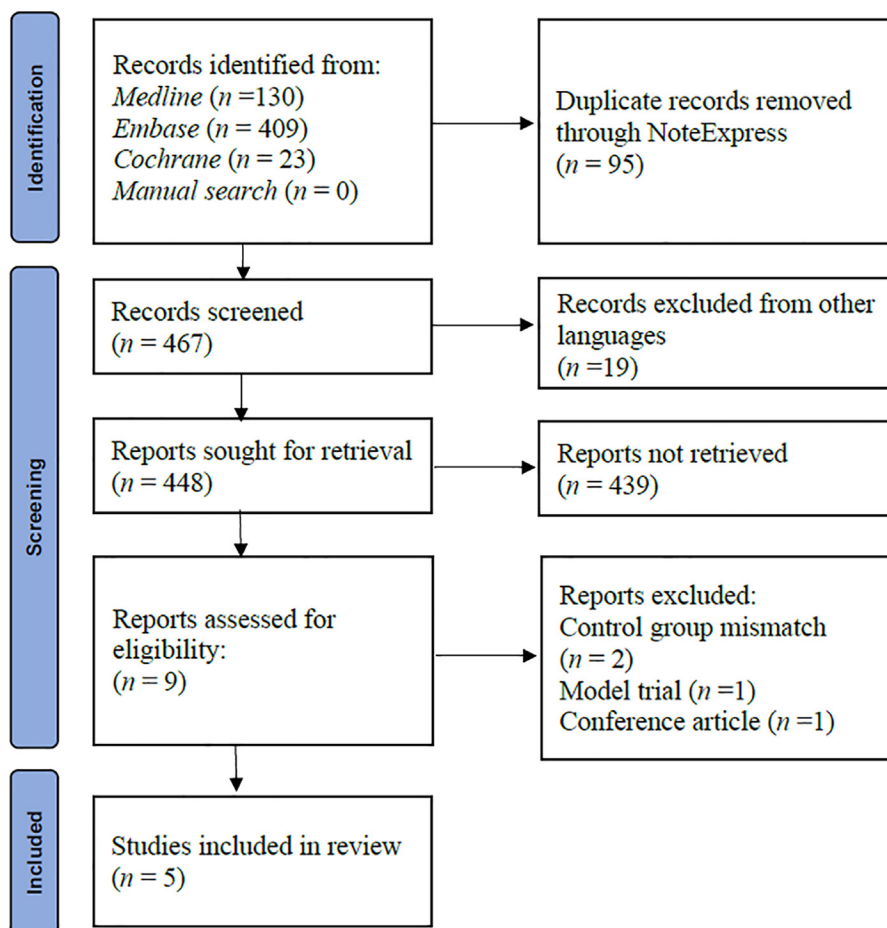 Identification
Records identified from:
Medline (n =130)
Embase (n = 409)
Cochrane (n = 23)
Manual search (n = 0)
Duplicate records removed
through NoteExpress
(n = 95)
Screening
Records screened
(n = 467)
Records excluded from other
languages
(n =19)
Reports sought for retrieval
(n = 448)
Reports not retrieved
(n = 439)
Reports assessed for
eligibility:
(n = 9)
Reports excluded:
Control group mismatch
(n = 2)
Model trial (n =1)
Conference article (n =1)
Included
Studies included in review
(n = 5)